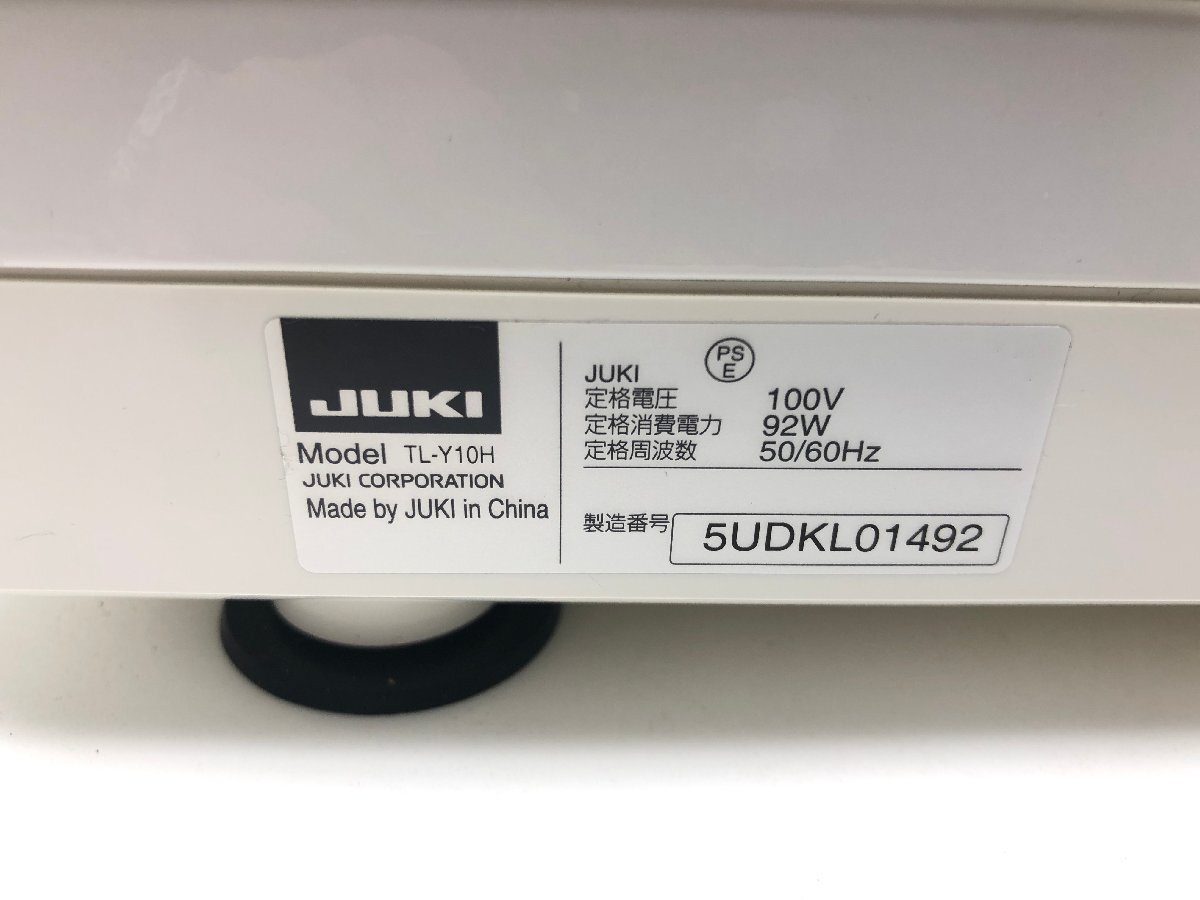 JUKI
Model TL-Y10H
JUKI CORPORATION
Made by JUKI in China
PS
E
JUKI
定格電圧 100V
定格消費電力 92W
定格周波数 50/60Hz
製造番号 5UDKL01492